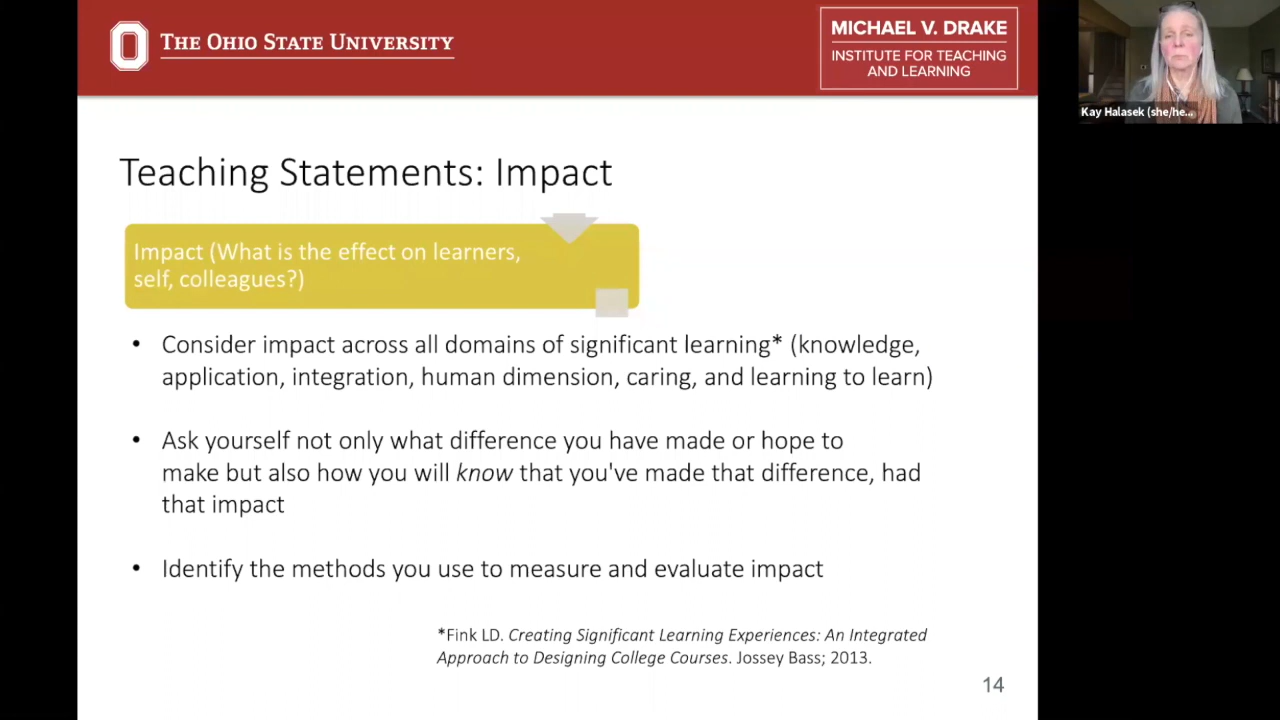 THE OHIO STATE UNIVERSITY
MICHAEL V. DRAKE
INSTITUTE FOR TEACHING
AND LEARNING
Kay Halasek (she/he...
Teaching Statements: Impact
Impact (What is the effect on learners,
self, colleagues?)
• Consider impact across all domains of significant learning* (knowledge,
application, integration, human dimension, caring, and learning to learn)
• Ask yourself not only what difference you have made or hope to
make but also how you will know that you've made that difference, had
that impact
• Identify the methods you use to measure and evaluate impact
*Fink LD. Creating Significant Learning Experiences: An Integrated
Approach to Designing College Courses. Jossey Bass; 2013.
14